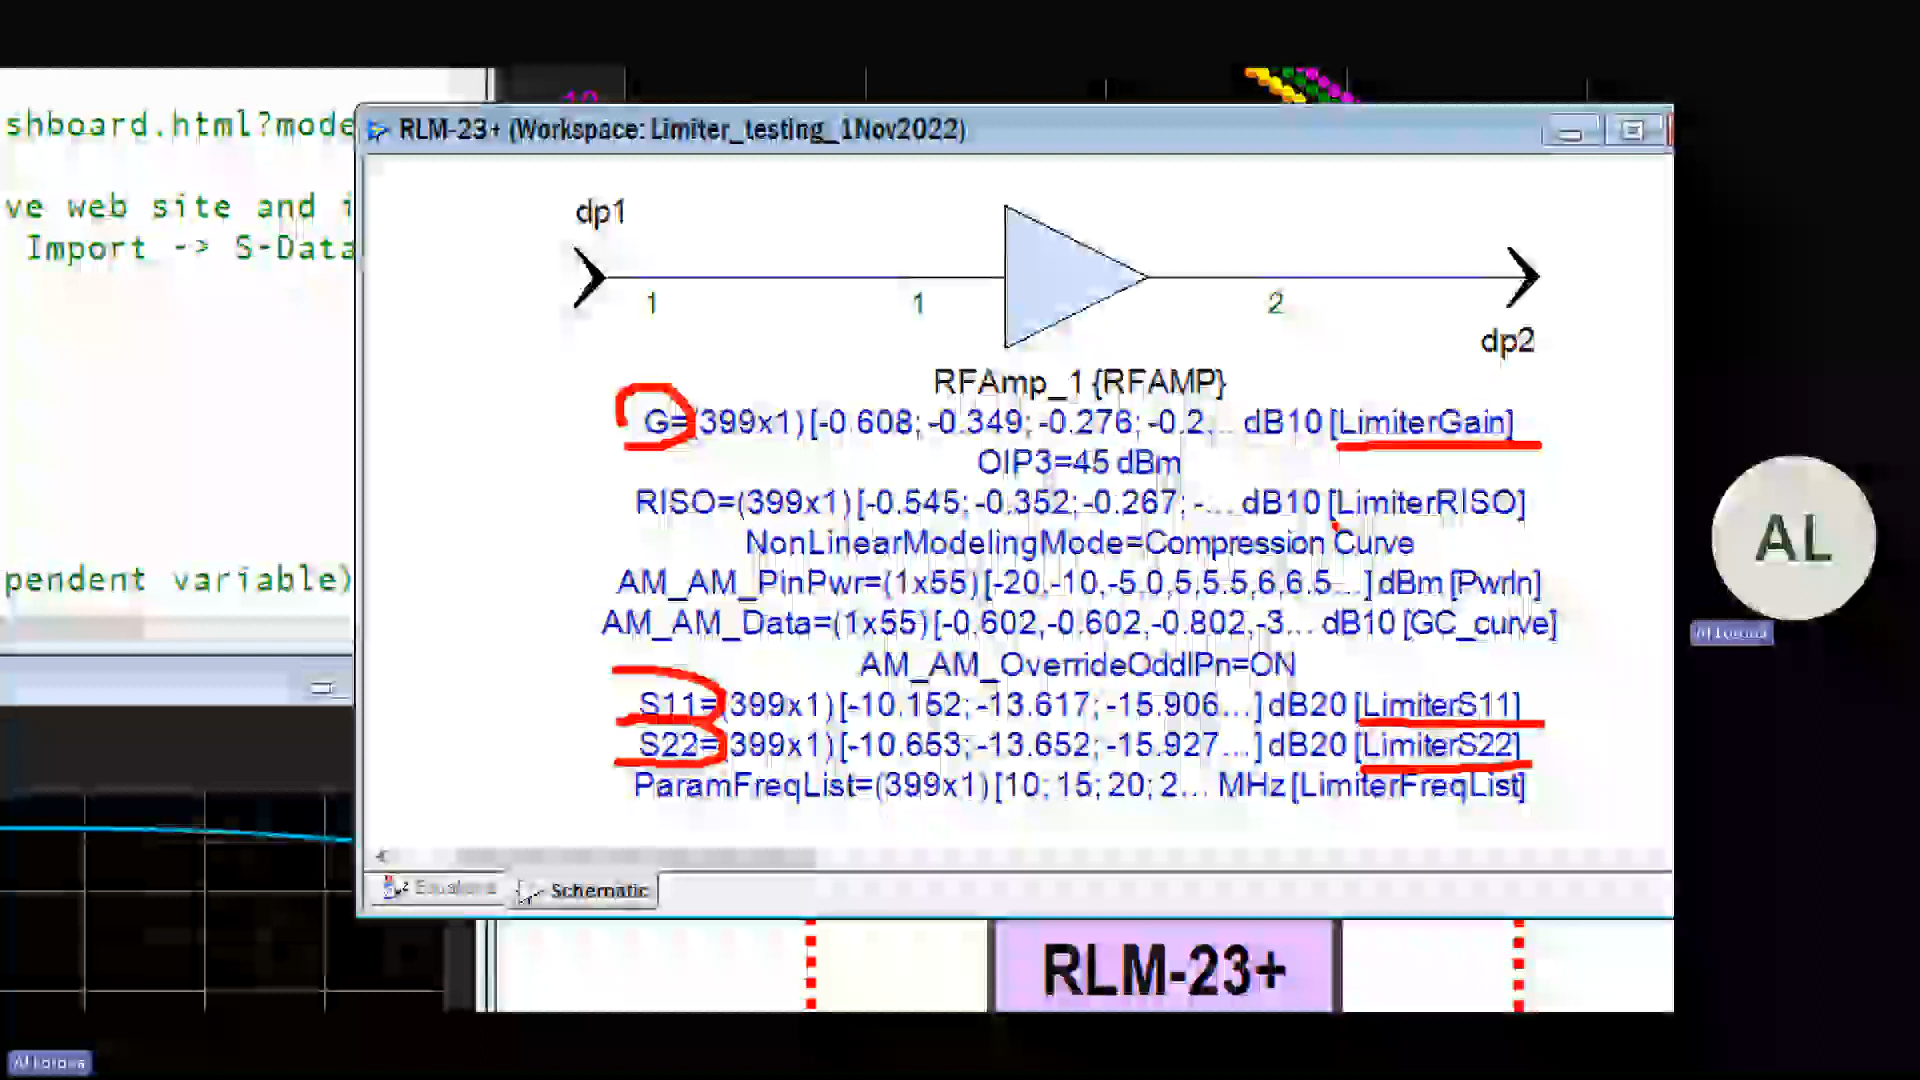 shboard.html?mode
ve web site and i
Import -> S-Data
pendent variable)
10
RLM-23+ (Workspace: Limiter_testing_1Nov2022)
dp1
1
1
2
dp2
RFAmp_1 {RFAMP}
G=(399x1) [-0.608; -0.349; -0.276; -0.2... dB10 [LimiterGain]
OIP3=45 dBm
RISO=(399x1) [-0.545; -0.352; -0.267; -... dB10 [LimiterRISO]
NonLinearModelingMode=Compression Curve
AM_AM_PinPwr=(1x55) [-20,-10,-5,0,5,5.5,6,6.5...] dBm [PwrIn]
AM_AM_Data=(1x55) [-0.602,-0.602,-0.802,-3... dB10 [GC_curve]
AM_AM_OverrideOddIPn=ON
S11=(399x1) [-10.152; -13.617; -15.906...] dB20 [LimiterS11]
S22=(399x1) [-10.653; -13.652; -15.927...] dB20 [LimiterS22]
ParamFreqList=(399x1) [10; 15; 20; 2... MHz [LimiterFreqList]
Equations
Schematic
RLM-23+
AL